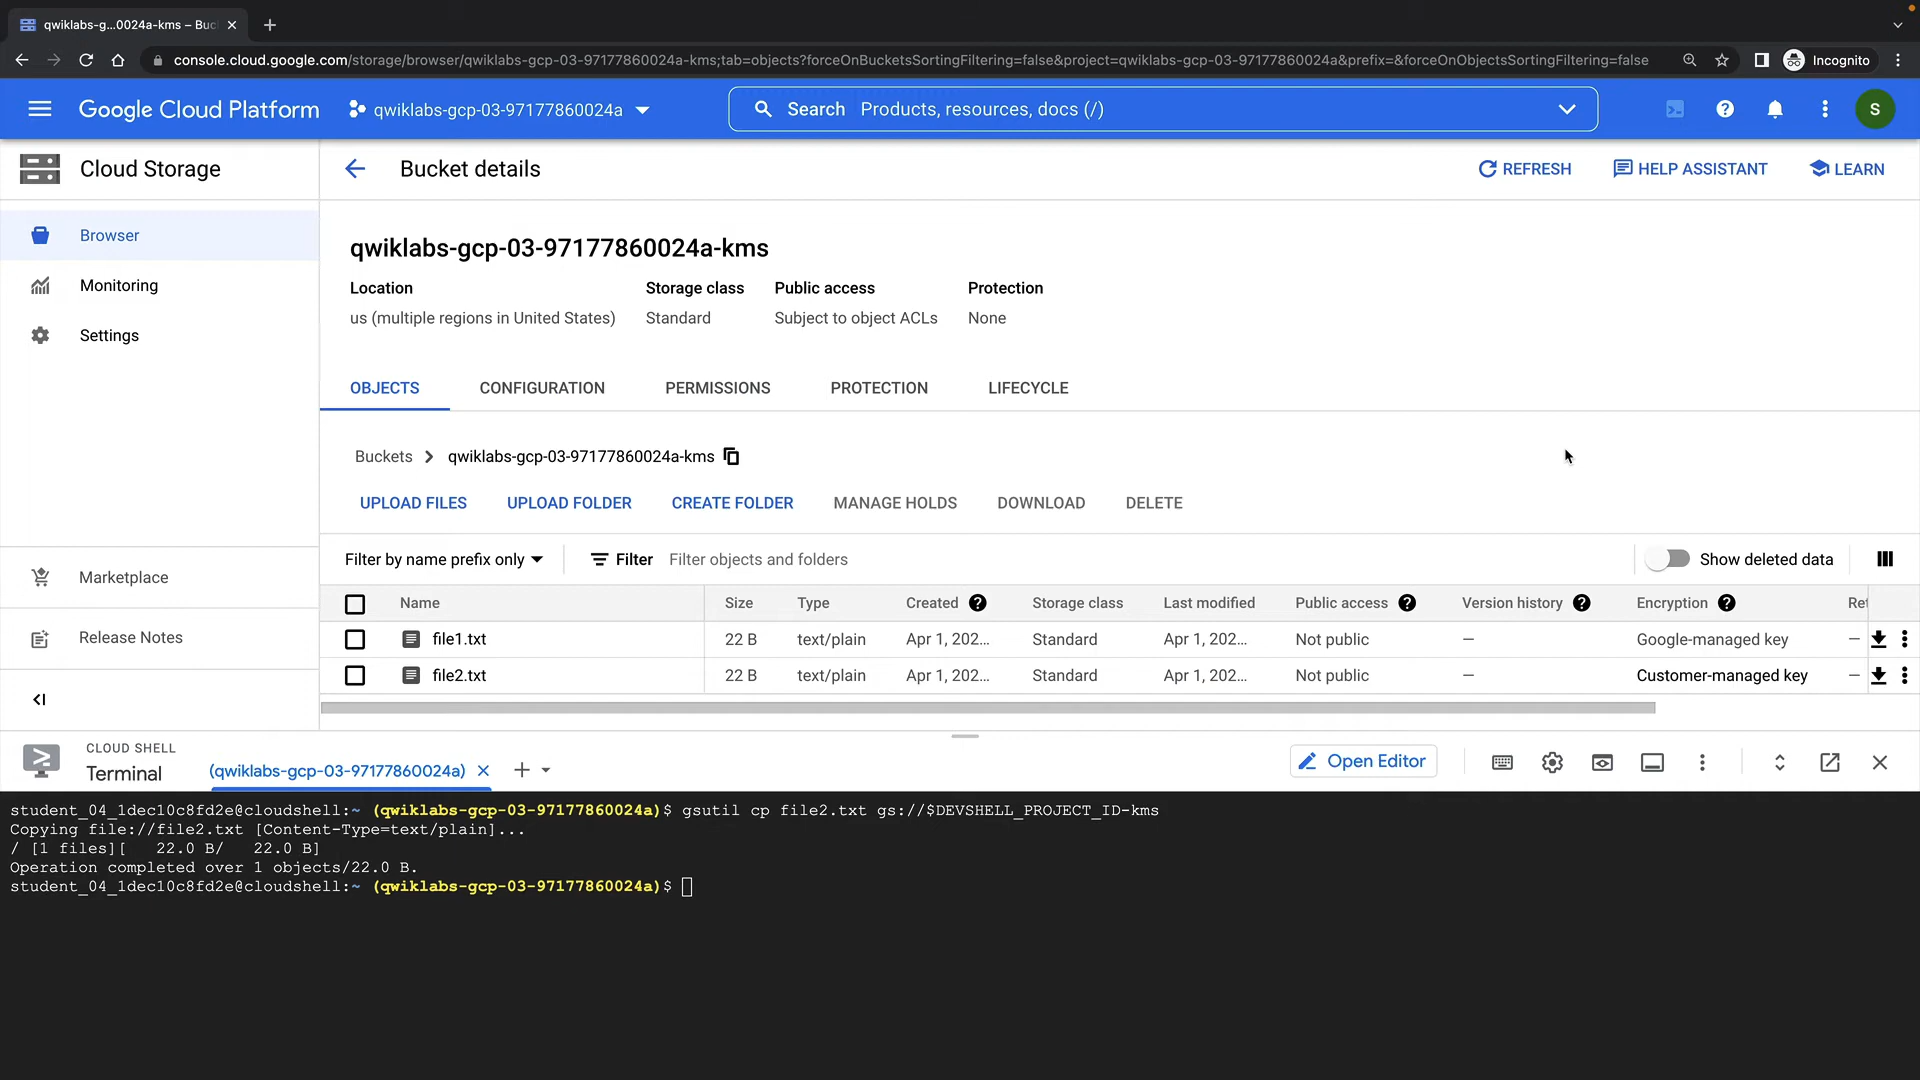 qwiklabs-g...0024a-kms – Buc
console.cloud.google.com/storage/browser/qwiklabs-gcp-03-97177860024a-kms;tab=objects?forceOnBucketsSortingFiltering=false&project=qwiklabs-gcp-03-97177860024a&prefix=&forceOnObjectsSortingFiltering=false
Incognito
Google Cloud Platform
qwiklabs-gcp-03-97177860024a
Search Products, resources, docs (/)
S
Cloud Storage
Bucket details
REFRESH
HELP ASSISTANT
LEARN
Browser
Monitoring
Settings
Marketplace
Release Notes
qwiklabs-gcp-03-97177860024a-kms
Location Storage class Public access Protection
us (multiple regions in United States) Standard Subject to object ACLs None
OBJECTS CONFIGURATION PERMISSIONS PROTECTION LIFECYCLE
Buckets > qwiklabs-gcp-03-97177860024a-kms
UPLOAD FILES UPLOAD FOLDER CREATE FOLDER MANAGE HOLDS DOWNLOAD DELETE
Filter by name prefix only Filter Filter objects and folders Show deleted data
Name Size Type Created Storage class Last modified Public access Version history Encryption Ret
file1.txt 22 B text/plain Apr 1, 202... Standard Apr 1, 202... Not public — Google-managed key —
file2.txt 22 B text/plain Apr 1, 202... Standard Apr 1, 202... Not public — Customer-managed key —
CLOUD SHELL
Terminal
(qwiklabs-gcp-03-97177860024a)
Open Editor
student_04_1dec10c8fd2e@cloudshell:~ (qwiklabs-gcp-03-97177860024a)$ gsutil cp file2.txt gs://$DEVSHELL_PROJECT_ID-kms
Copying file://file2.txt [Content-Type=text/plain]...
/ [1 files][   22.0 B/   22.0 B]
Operation completed over 1 objects/22.0 B.
student_04_1dec10c8fd2e@cloudshell:~ (qwiklabs-gcp-03-97177860024a)$